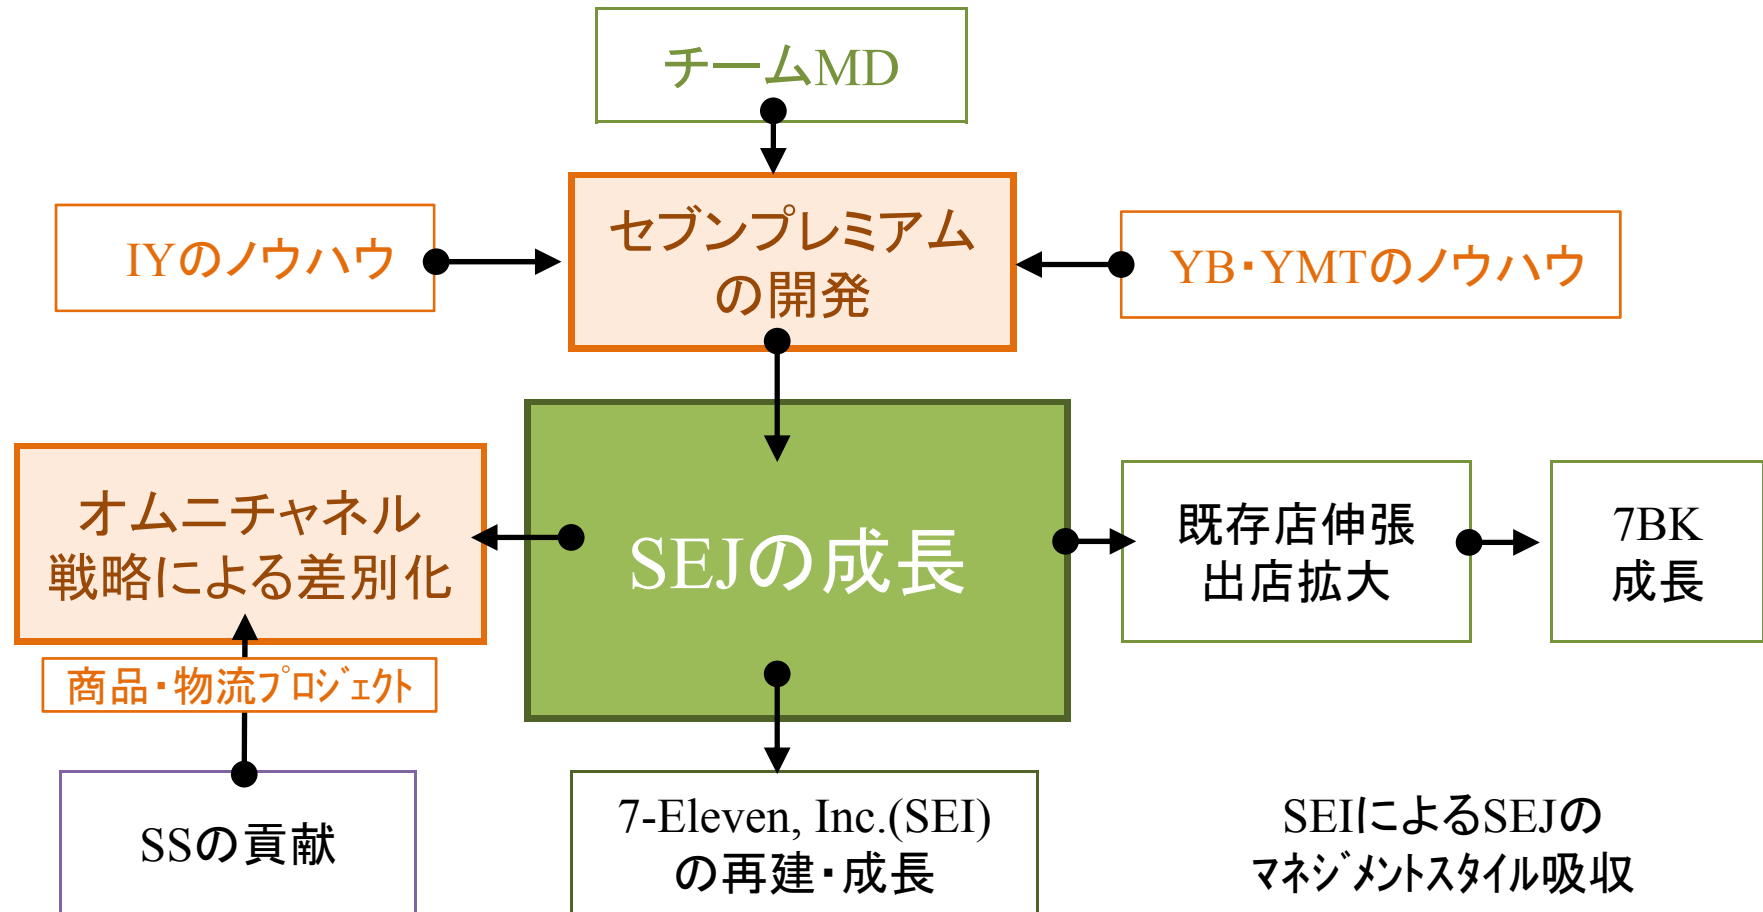 チームMD
セブンプレミアム
の開発
IYのノウハウ
YB・YMTのノウハウ
オムニチャネル
戦略による差別化
SEJの成長
既存店伸張
出店拡大
7BK
成長
商品・物流プロジェクト
SSの貢献
7-Eleven, Inc.(SEI)
の再建・成長
SEIによるSEJの
マネジメントスタイル吸収